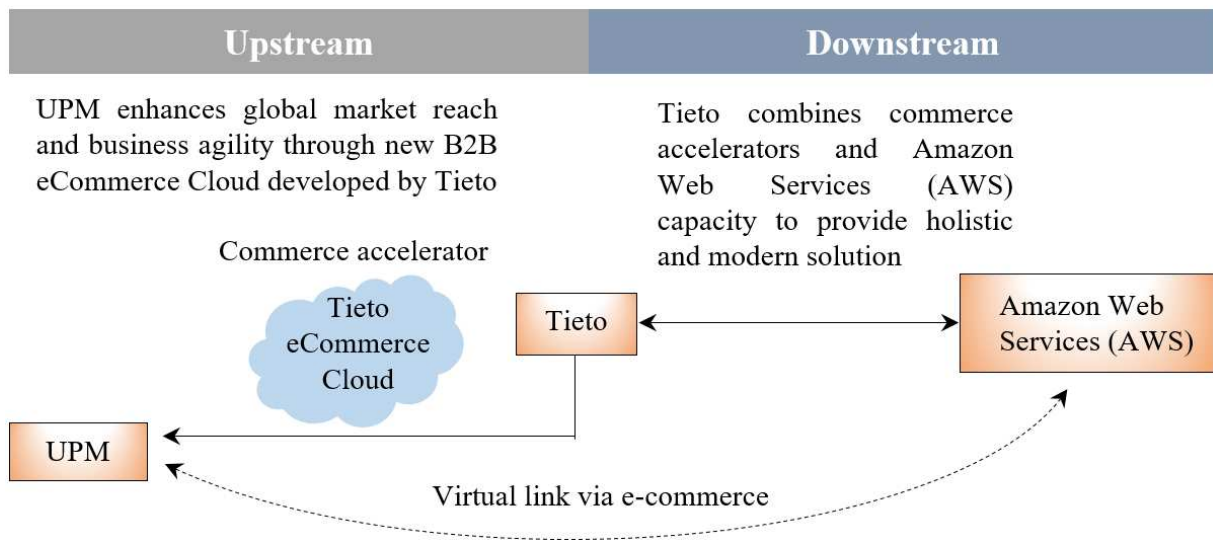 Upstream
Downstream
UPM enhances global market reach
and business agility through new B2B
eCommerce Cloud developed by Tieto
Tieto combines commerce
accelerators and Amazon
Web Services (AWS)
capacity to provide holistic
and modern solution
Commerce accelerator
Tieto
eCommerce
Cloud
Tieto
Amazon Web
Services (AWS)
UPM
Virtual link via e-commerce